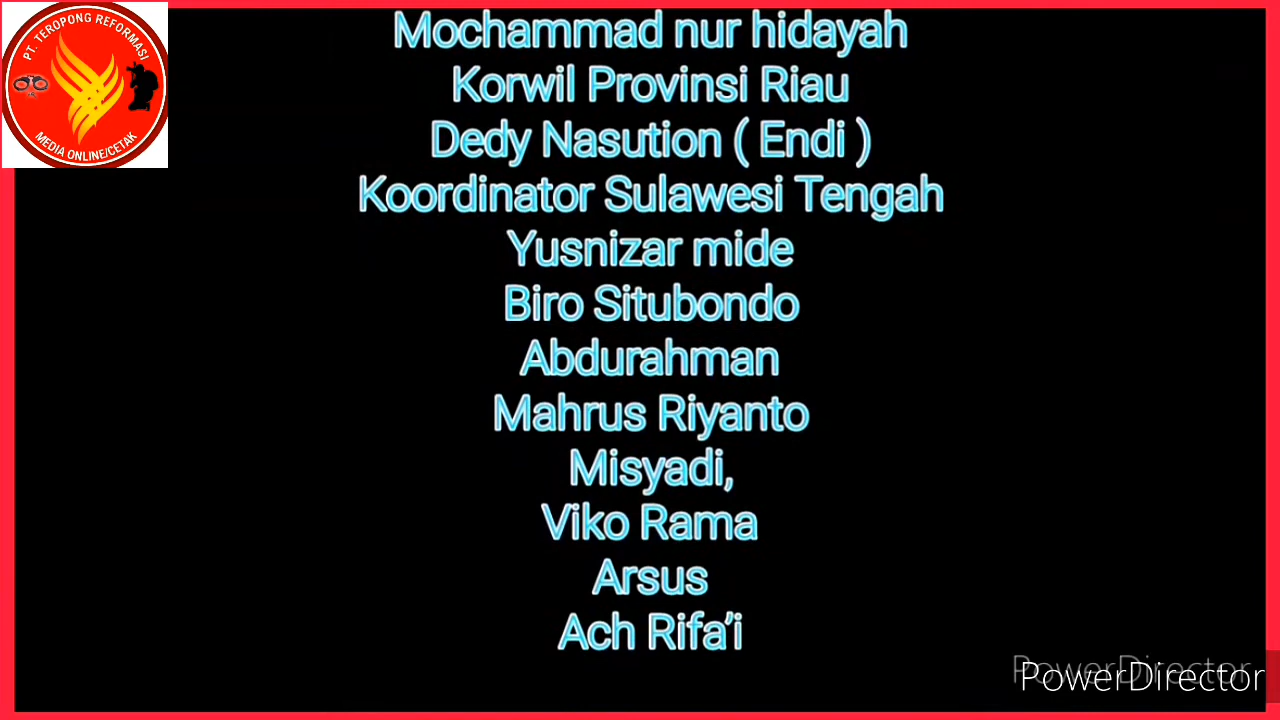 PT. TEROPONG REFORMASI
MEDIA ONLINE/CETAK
Mochammad nur hidayah
Korwil Provinsi Riau
Dedy Nasution ( Endi )
Koordinator Sulawesi Tengah
Yusnizar mide
Biro Situbondo
Abdurahman
Mahrus Riyanto
Misyadi,
Viko Rama
Arsus
Ach Rifa’i
PowerDirector
PowerDirector